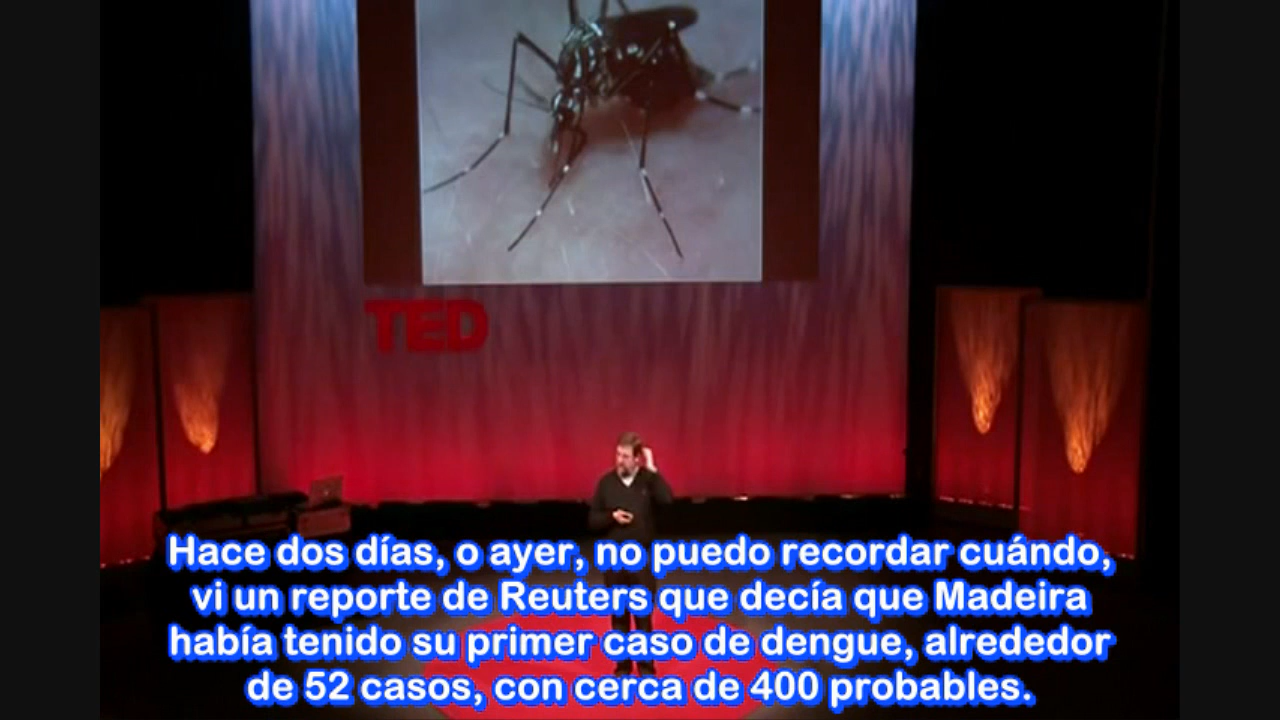 TED
Hace dos días, o ayer, no puedo recordar cuándo,
vi un reporte de Reuters que decía que Madeira
había tenido su primer caso de dengue, alrededor
de 52 casos, con cerca de 400 probables.